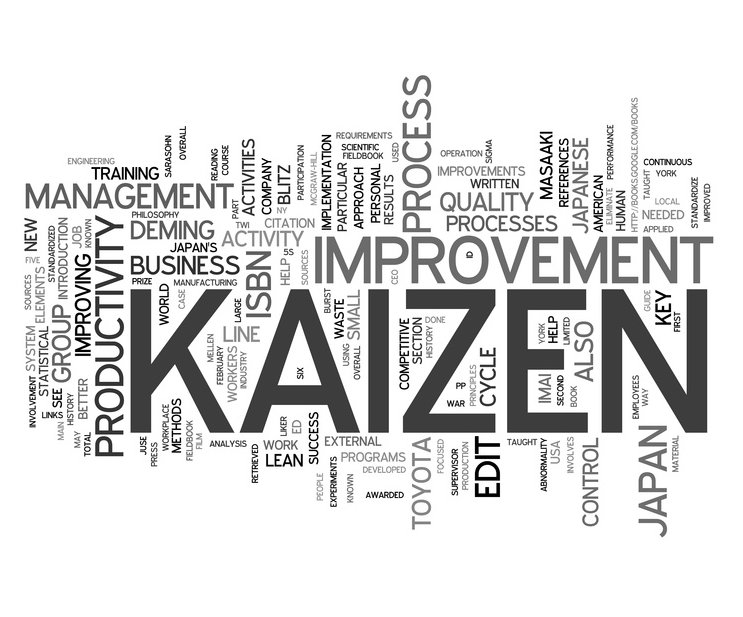 PROCESS
REQUIREMENTS
SCIENTIFIC
FIELDBOOK
USED
OPERATION
SIGMA
MASAAKI
REFERENCES
JAPANESE
PERFORMANCE
HTTP://BOOKS.GOOGLE.COM/BOOKS
CONTINUOUS
YORK
TAUGHT
ENGINEERING
TRAINING
SARASOHN
OVERALL
READING
COURSE
ACTIVITIES
COMPANY
BLITZ
PARTICIPATION
MCGRAW-HILL
IMPLEMENTATION
PARTICULAR
APPROACH
PERSONAL
RESULTS
IMPROVEMENTS
WRITTEN
QUALITY
PROCESSES
AMERICAN
ELIMINATE
HUMAN
LOCAL
NEEDED
APPLIED
STANDARDIZE
IMPROVED
MANAGEMENT
PART
NY
PHILOSOPHY
DEMING
TWI
CITATION
ACTIVITY
JAPAN'S
BUSINESS
ISBN
HELP
5S
SOURCES
IMPROVEMENT
ID
CEO
NEW
FIVE
SOURCES
STANDARDIZED
ELEMENTS
INTRODUCTION
JOB
KNOWN
PRODUCTIVITY
PRIZE
MANUFACTURING
WORLD
CASE
LARGE
KAIZEN
INVOLVEMENT
SYSTEM
STATISTICAL
GROUP
IMPROVING
LINKS
SEE
MAIN
HISTORY
BETTER
MAY
TOTAL
MELLEN
FEBRUARY
LINE
WORKERS
INDUSTRY
SIX
BURST
WASTE
USING
SMALL
OVERALL
COMPETITIVE
SECTION
HISTORY
DONE
PP
WAR
PRINCIPLES
CYCLE
YORK
HELP
LIMITED
IMAI
SECOND
BOOK
ALSO
GUIDE
KEY
FIRST
EMPLOYEES
WAY
JUSE
PRESS
WORKPLACE
METHODS
FIELDBOOK
FILM
ANALYSIS
RETRIEVED
WORK
LEAN
LIKER
ED
SUCCESS
EXTERNAL
PEOPLE
EXPERIMENTS
KNOWN
PROGRAMS
DEVELOPED
AWARDED
TOYOTA
FOCUSED
SUPERVISOR
PRODUCTION
EDIT
TAUGHT
ABNORMALITY
USA
INVOLVES
CONTROL
JAPAN
MATERIAL